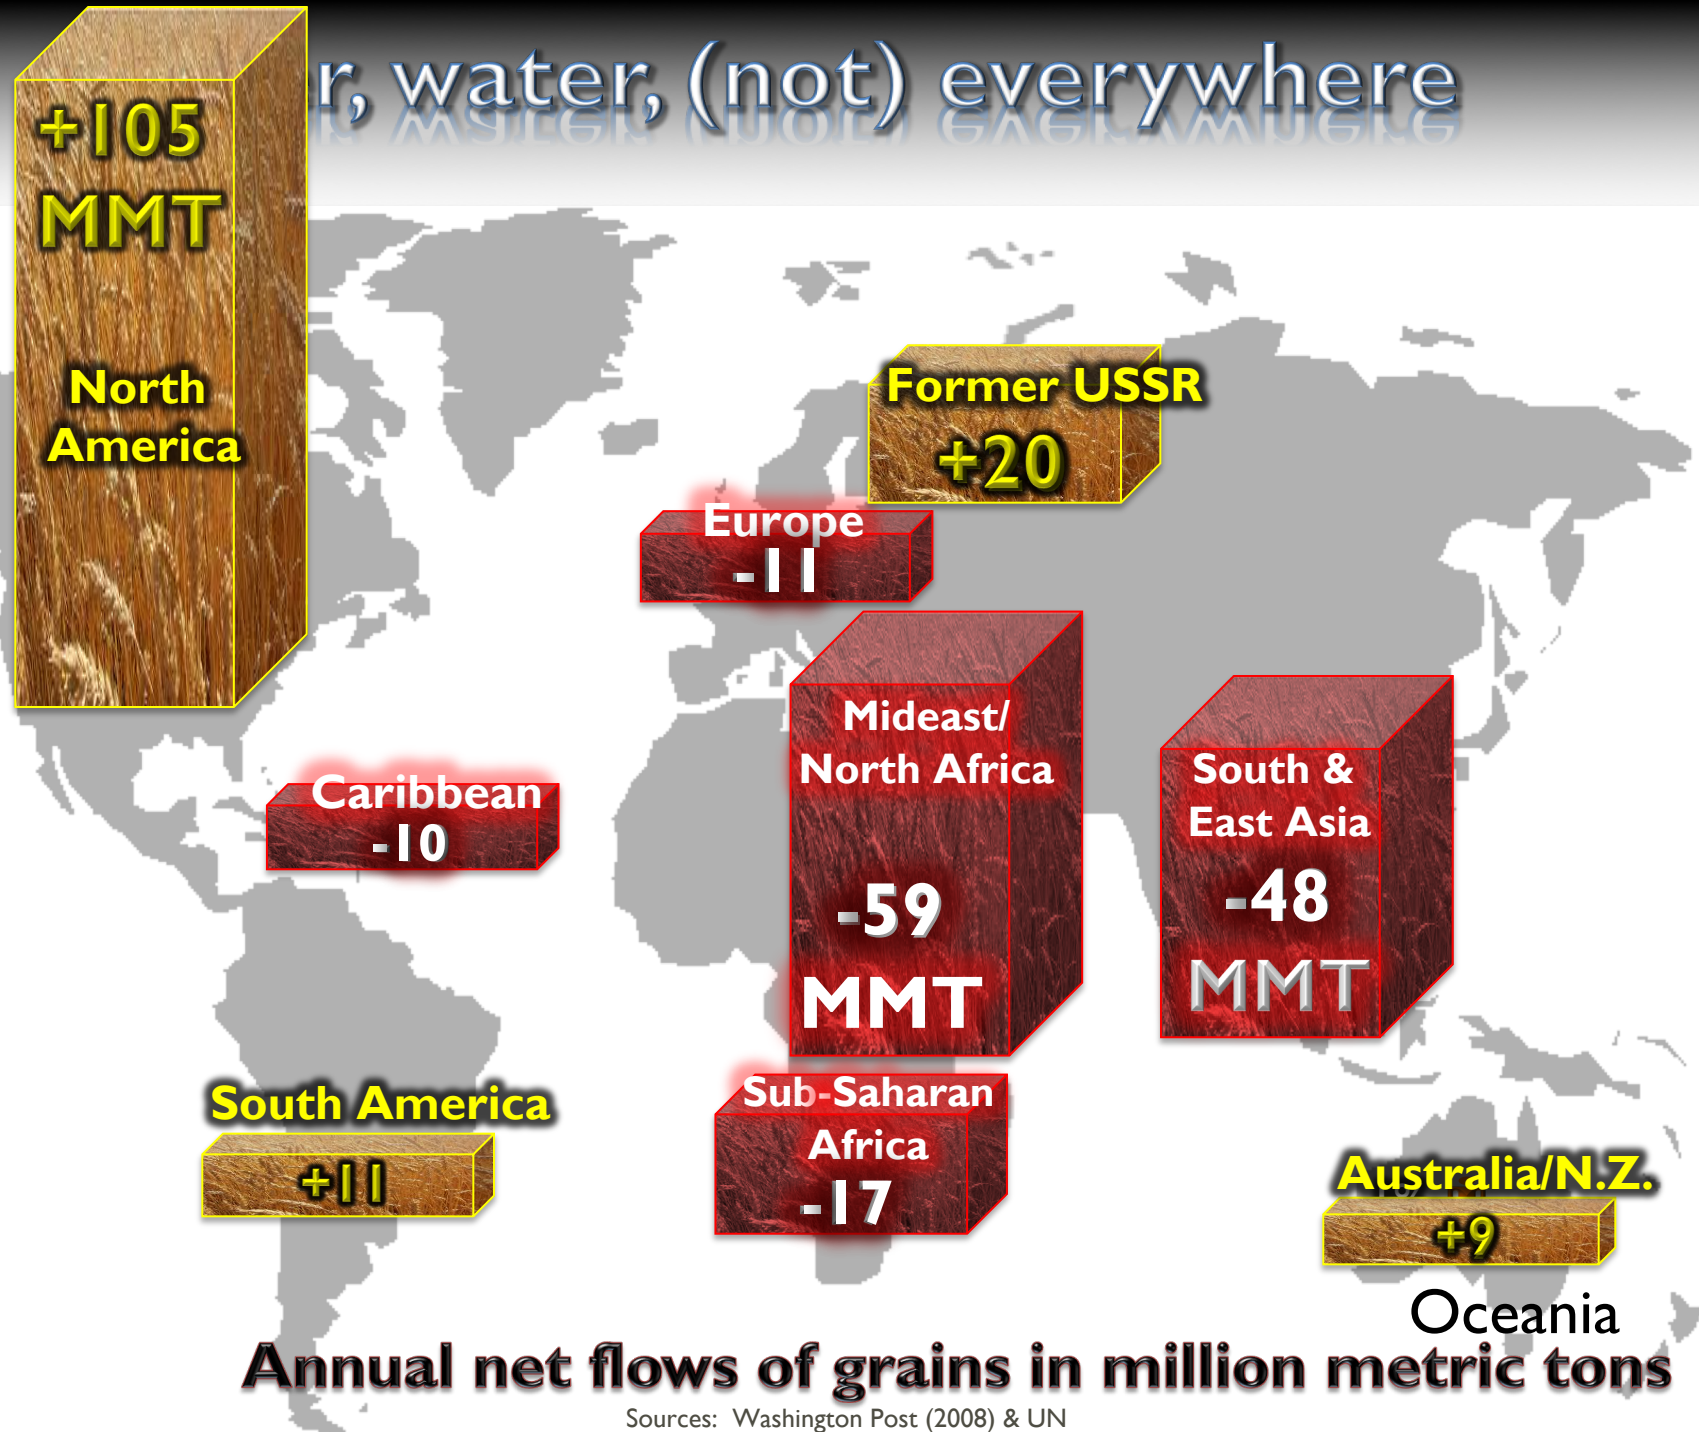 r, water, (not) everywhere
+105
MMT
North
America
Former USSR
+20
Europe
-11
Mideast/
North Africa
-59
MMT
South &
East Asia
-48
MMT
Caribbean
-10
South America
+11
Sub-Saharan
Africa
-17
Australia/N.Z.
+9
Oceania
Annual net flows of grains in million metric tons
Sources: Washington Post (2008) & UN